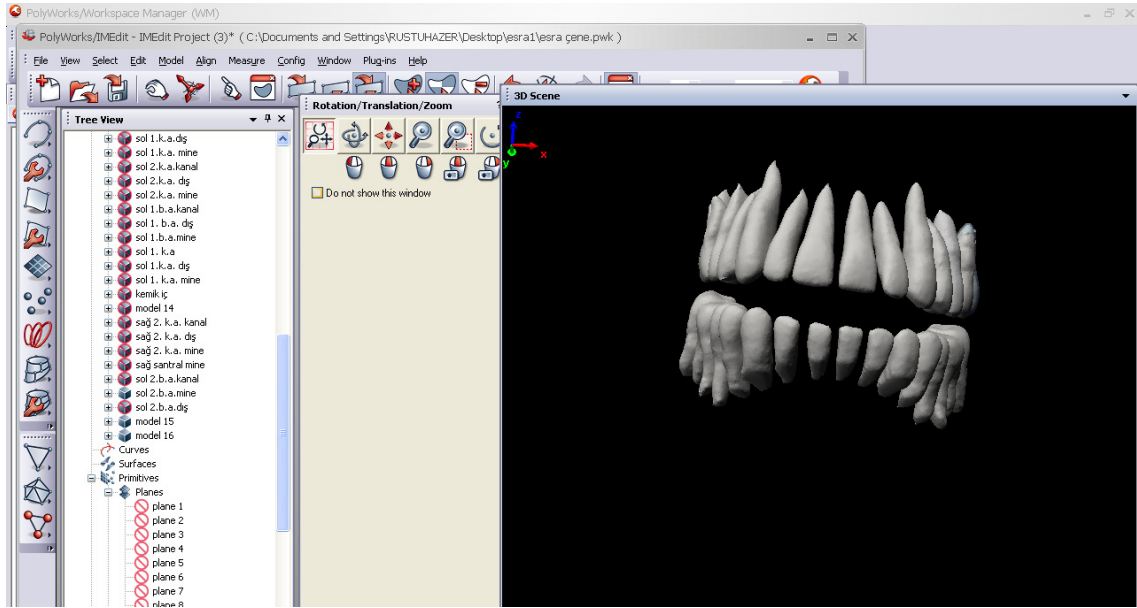 PolyWorks/Workspace Manager (WM)
PolyWorks/IMEdit - IMEdit Project (3)* ( C:\Documents and Settings\RUSTUHAZER\Desktop\esra1\esra çene.pwk )
File View Select Edit Model Align Measure Config Window Plug-ins Help
Rotation/Translation/Zoom
Do not show this window
Tree View
sol 1.k.a.dış
sol 1.k.a. mine
sol 2.k.a.kanal
sol 2.k.a. dış
sol 2.k.a. mine
sol 1.b.a.kanal
sol 1. b.a. dış
sol 1.b.a.mine
sol 1. k.a
sol 1.k.a. dış
sol 1. k.a. mine
kemik iç
model 14
sağ 2. k.a. kanal
sağ 2. k.a. dış
sağ 2. k.a. mine
sağ santral mine
sol 2.b.a.kanal
sol 2.b.a.mine
sol 2.b.a.dış
model 15
model 16
Curves
Surfaces
Primitives
Planes
plane 1
plane 2
plane 3
plane 4
plane 5
plane 6
plane 7
plane 8
3D Scene
z
x
y